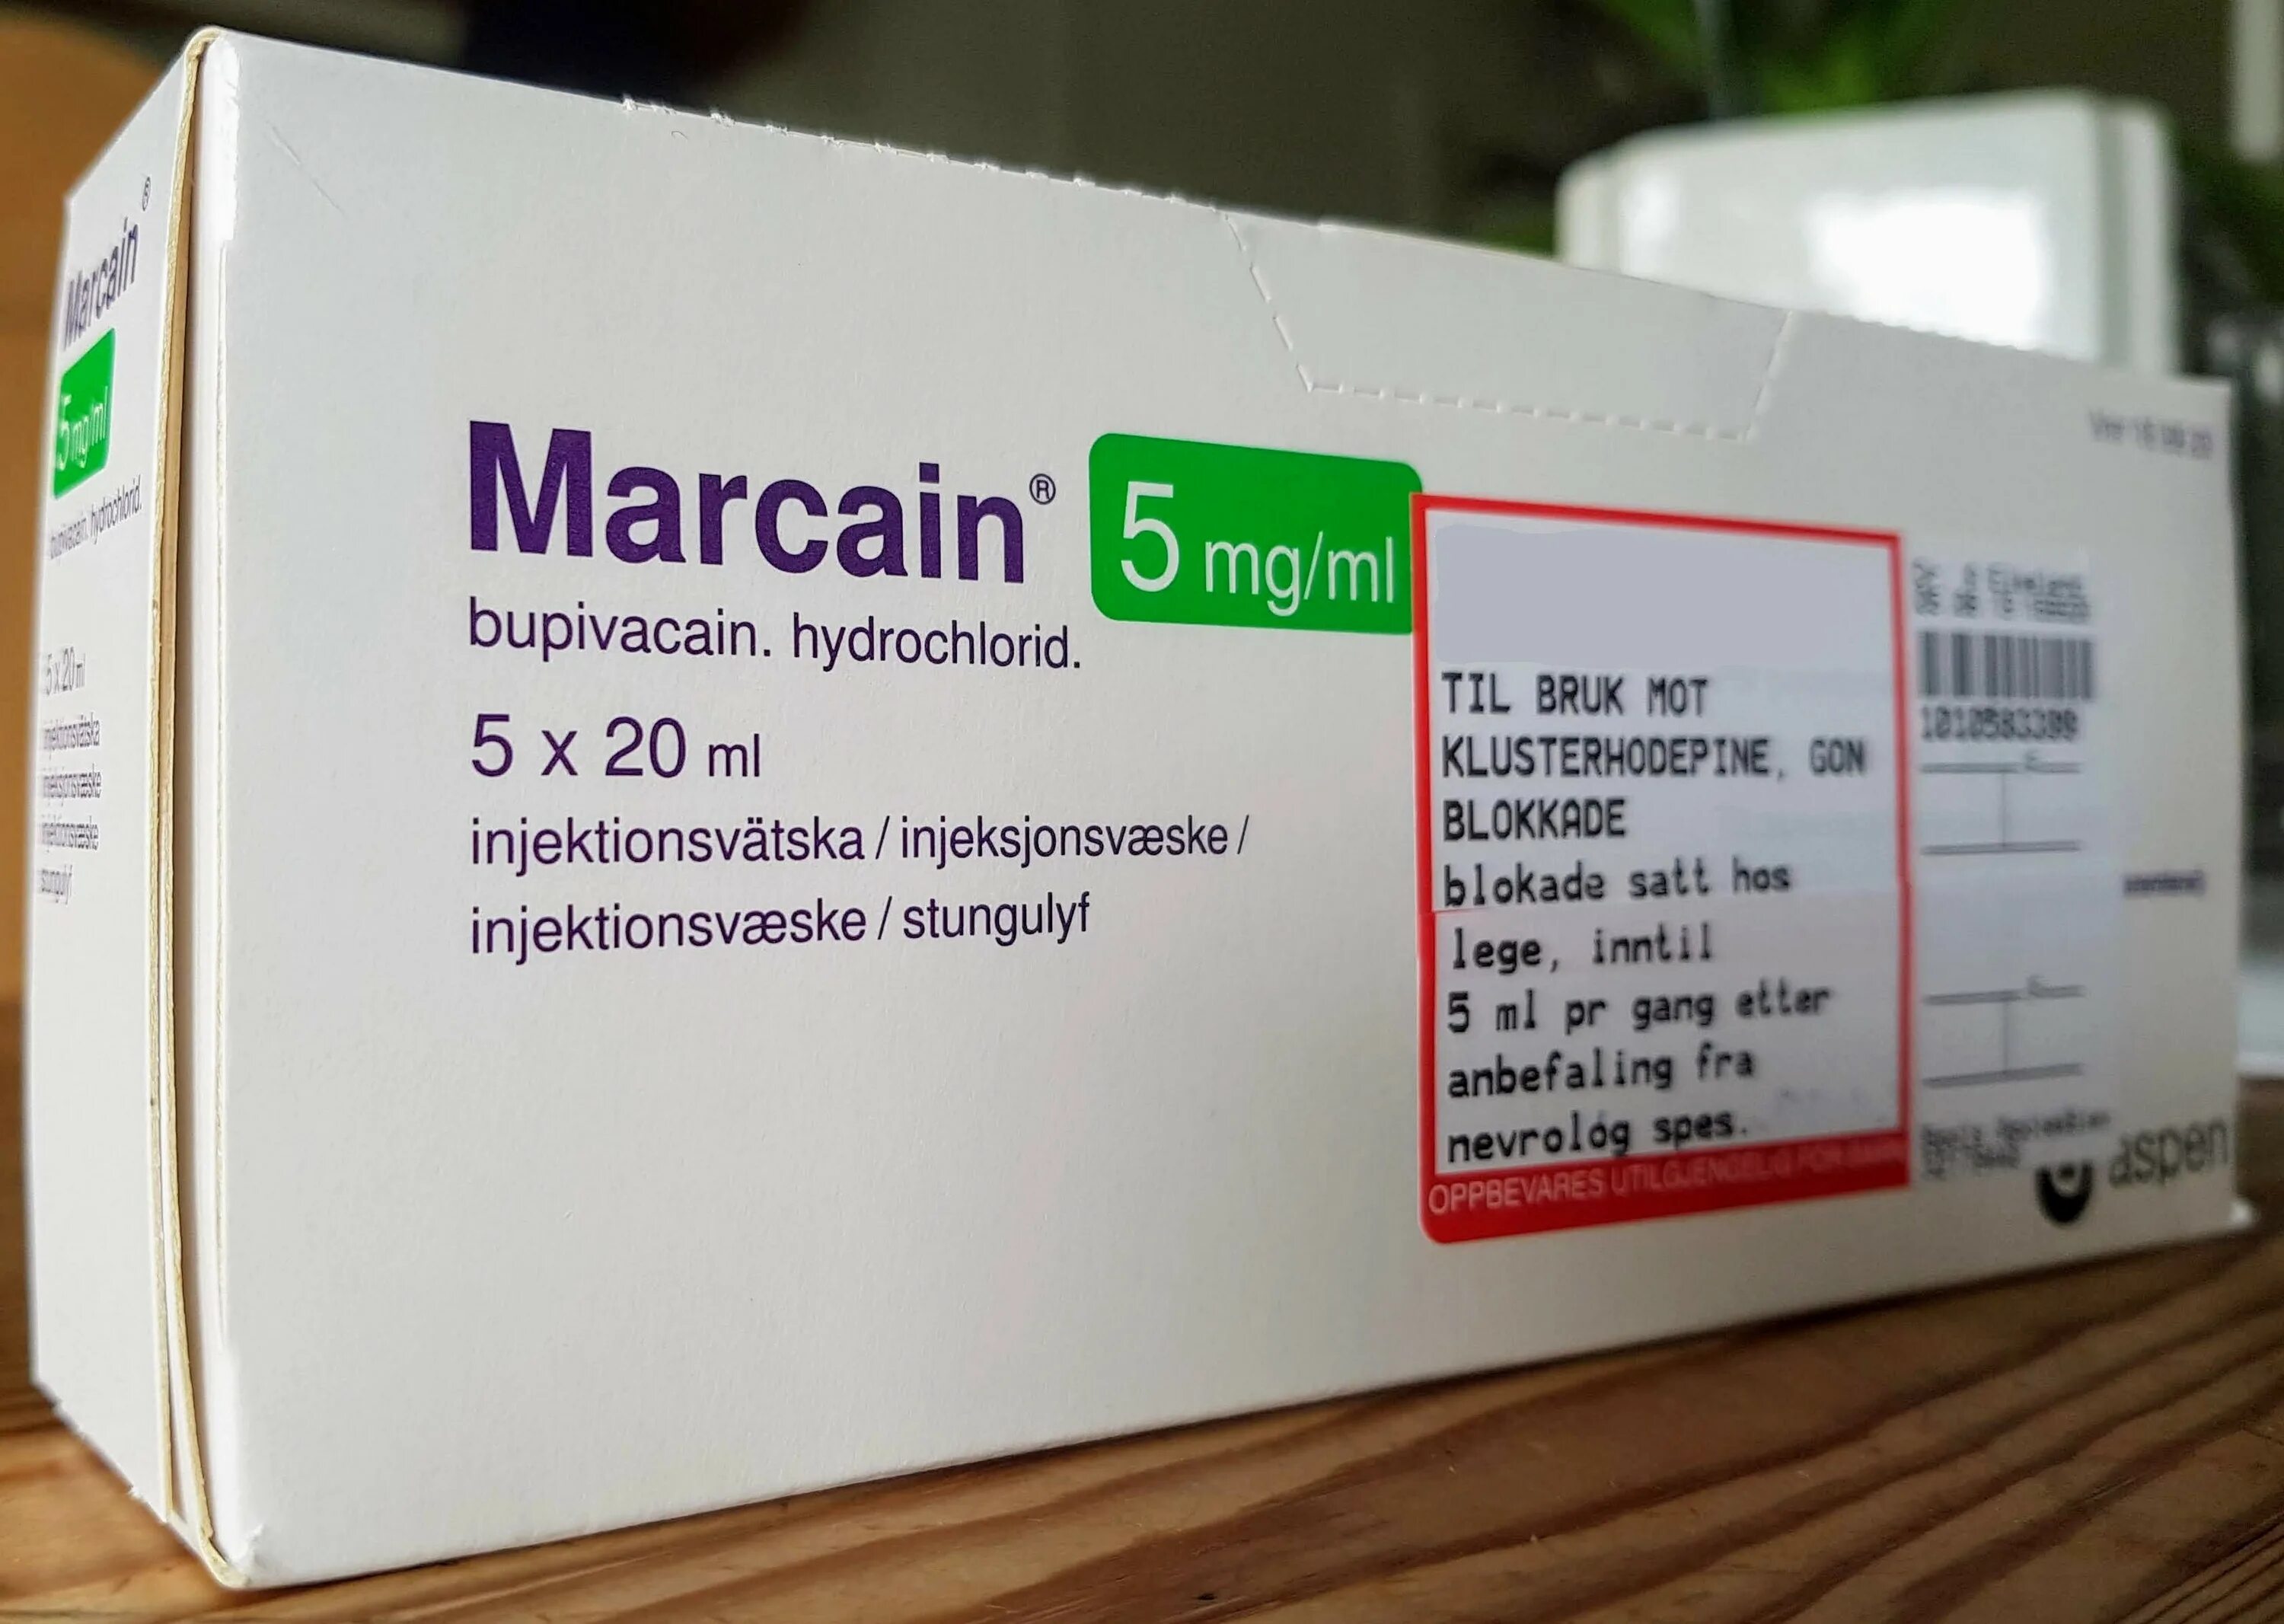 Marcain®
5 mg/ml
bupivacain. hydrochlorid.
5 x 20 ml
Marcain® 5 mg/ml
bupivacain. hydrochlorid.
5 x 20 ml
injektionsvätska / injeksjonsvæske /
injektionsvæske / stungulyf
TIL BRUK MOT
KLUSTERHODEPINE, GON
BLOKKADE
blokade satt hos
lege, inntil
5 ml pr gang etter
anbefaling fra
nevrolog spes.
OPPBEVARES UTILGJENGELIG FOR BARN
1010583399
aspen